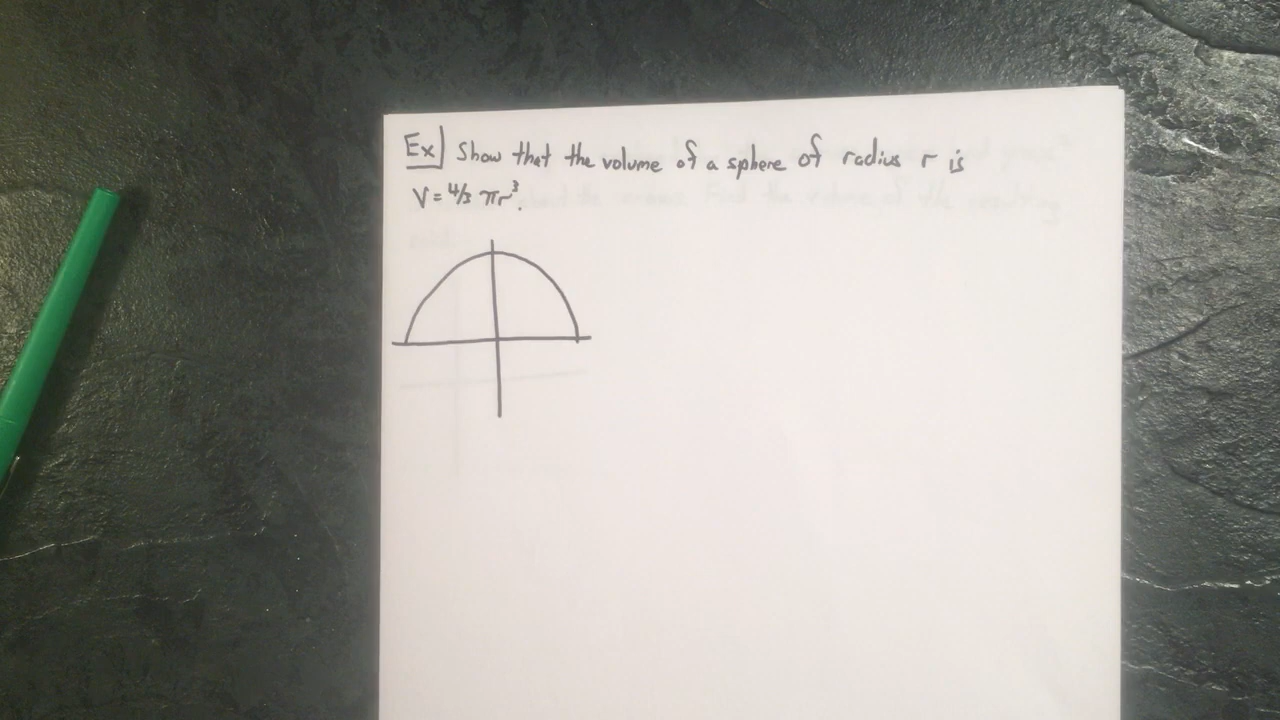 Ex) Show that the volume of a sphere of radius r is
V = 4/3 πr³.